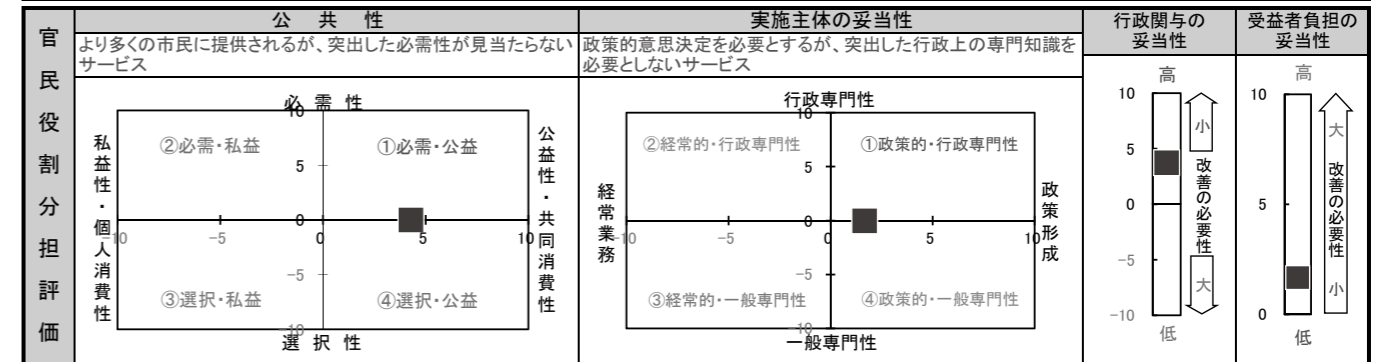 官民役割分担評価
公共性
より多くの市民に提供されるが、突出した必需性が見当たらない
サービス
必需性
10
②必需・私益
①必需・公益
5
私益性・個人消費性
公益性・共同消費性
0
-10
-5
0
5
10
-5
③選択・私益
④選択・公益
-10
選択性
実施主体の妥当性
政策的意思決定を必要とするが、突出した行政上の専門知識を
必要としないサービス
行政専門性
10
②経常的・行政専門性
①政策的・行政専門性
5
経常業務
政策形成
0
-10
-5
0
5
10
-5
③経常的・一般専門性
④政策的・一般専門性
-10
一般専門性
行政関与の
妥当性
高
10
5
0
-5
-10
小
改善の必要性
大
低
受益者負担の
妥当性
高
10
5
0
大
改善の必要性
小
低